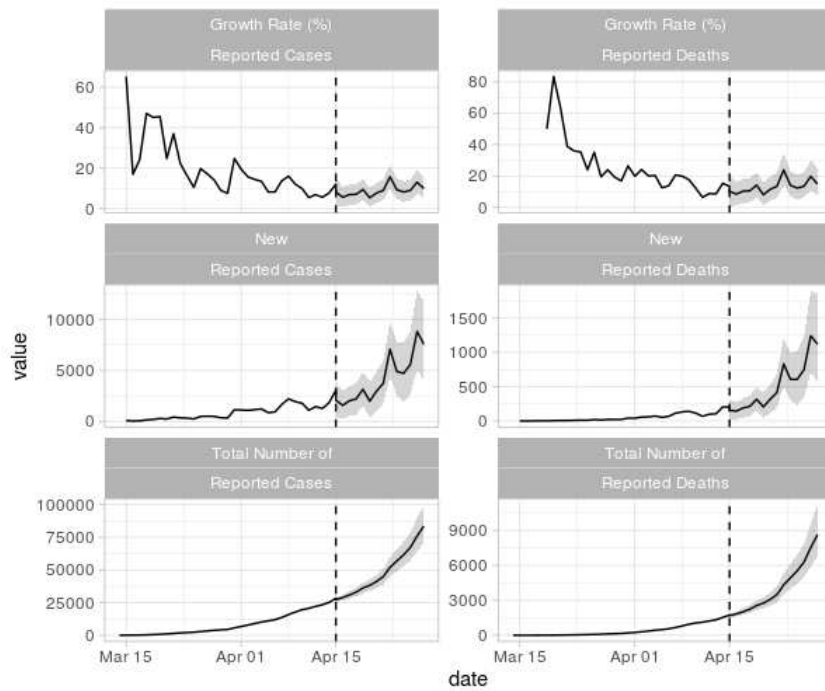 Growth Rate (%)
Reported Cases
60
40
20
0
Growth Rate (%)
Reported Deaths
80
60
40
20
0
New
Reported Cases
10000
5000
0
New
Reported Deaths
1500
1000
500
0
value
Total Number of
Reported Cases
100000
75000
50000
25000
0
Total Number of
Reported Deaths
9000
6000
3000
0
Mar 15 Apr 01 Apr 15
Mar 15 Apr 01 Apr 15
date